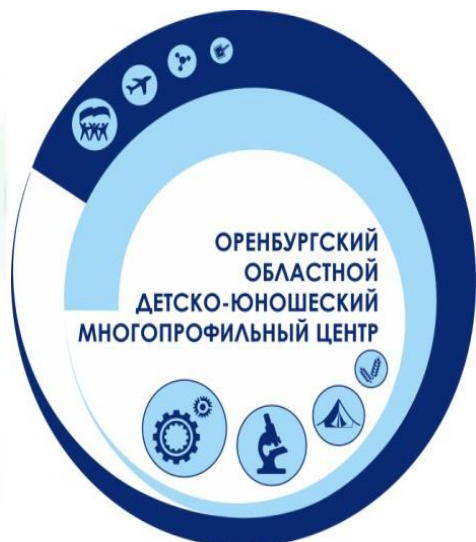 ОРЕНБУРГСКИЙ
ОБЛАСТНОЙ
ДЕТСКО-ЮНОШЕСКИЙ
МНОГОПРОФИЛЬНЫЙ ЦЕНТР